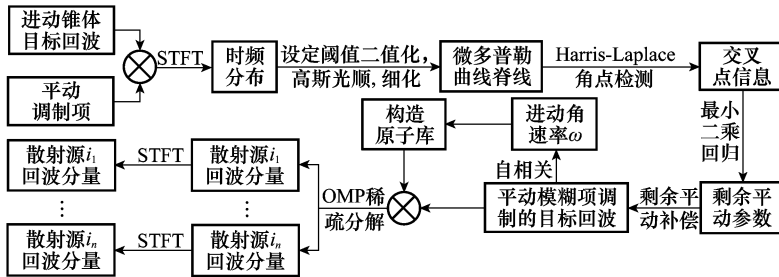 进动锥体
目标回波
平动
调制项
STFT
时频
分布
设定阈值二值化，
高斯光顺, 细化
微多普勒
曲线脊线
Harris-Laplace
角点检测
交叉
点信息
最小
二乘
回归
剩余平
动参数
剩余平
动补偿
平动模糊项调
制的目标回波
自相关
进动角
速率ω
构造
原子库
OMP稀
疏分解
散射源i₁
回波分量
STFT
散射源i₁
回波分量
⋮
⋮
散射源iₙ
回波分量
STFT
散射源iₙ
回波分量